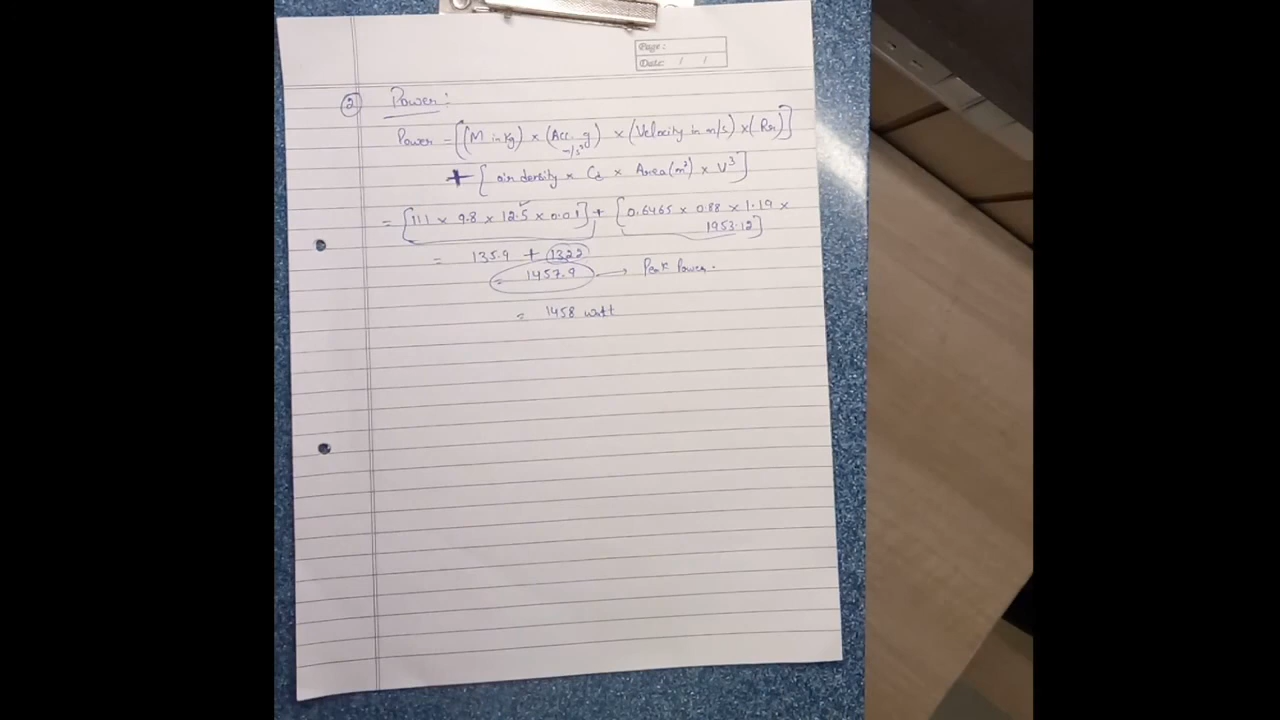 Page:
Date: / /
② Power:
Power = [(M in Kg) × (Acc. g m/s²) × (Velocity in m/s) × (Rr)]
+ [air density × Cd × Area (m²) × V³]
= [111 × 9.8 × 12.5 × 0.01] + [0.6465 × 0.88 × 1.19 ×
1953.12]
= 135.9 + 1322
= 1457.9 → Peak Power.
= 1458 watt